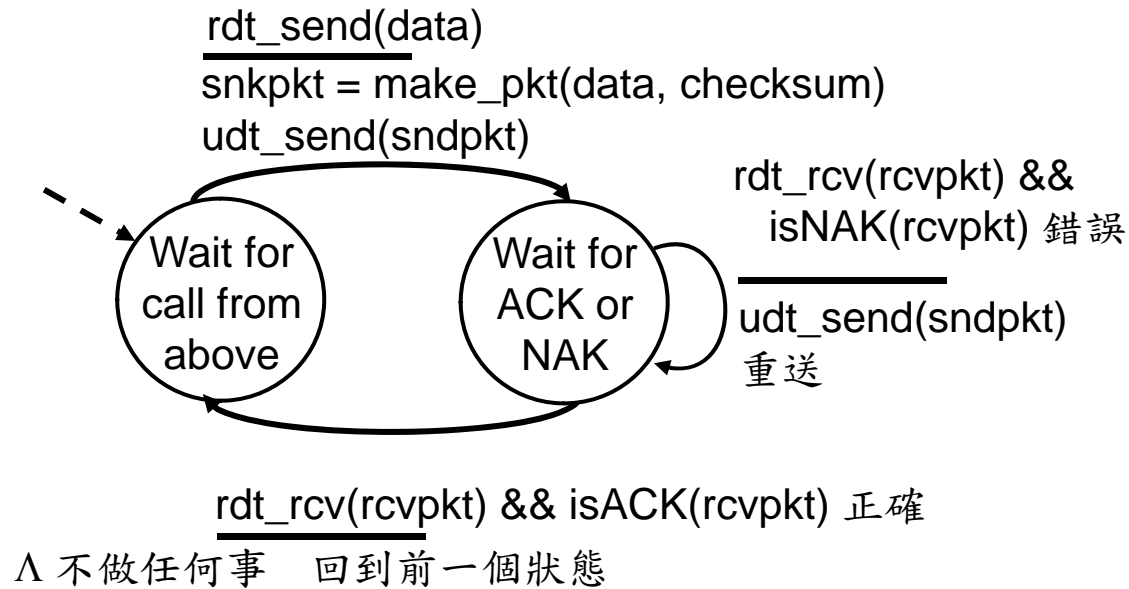 rdt_send(data)
snkpkt = make_pkt(data, checksum)
udt_send(sndpkt)
Wait for
call from
above
Wait for
ACK or
NAK
rdt_rcv(rcvpkt) &&
isNAK(rcvpkt) 錯誤
udt_send(sndpkt)
重送
rdt_rcv(rcvpkt) && isACK(rcvpkt) 正確
Λ 不做任何事 回到前一個狀態